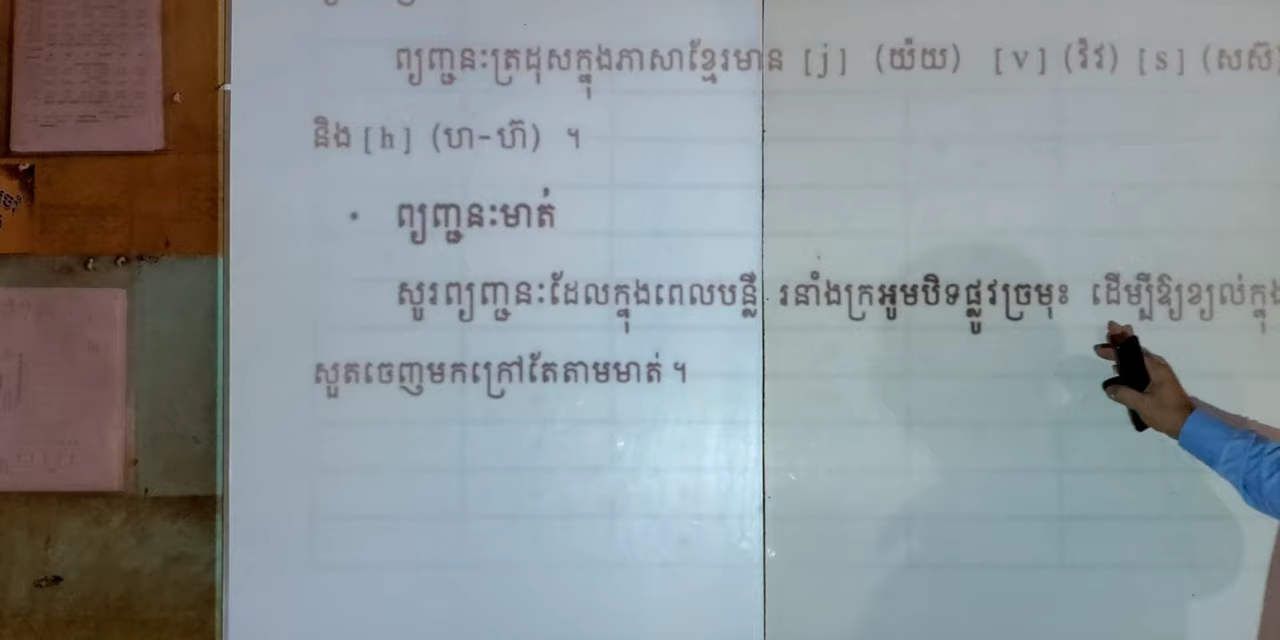 ព្យញ្ជនៈត្រដុសក្នុងភាសាខ្មែរមាន [j] (យ៉យ) [v] (វ៉វ) [s] (សស៊
និង [h] (ហ-ហ៊) ។
• ព្យញ្ជនៈមាត់
សូរព្យញ្ជនៈដែលក្នុងពេលបន្លឺ រនាំងក្រអូមបិទផ្លូវច្រមុះ ដើម្បីឱ្យខ្យល់ក្នុង
សួតចេញមកក្រៅតែតាមមាត់ ។